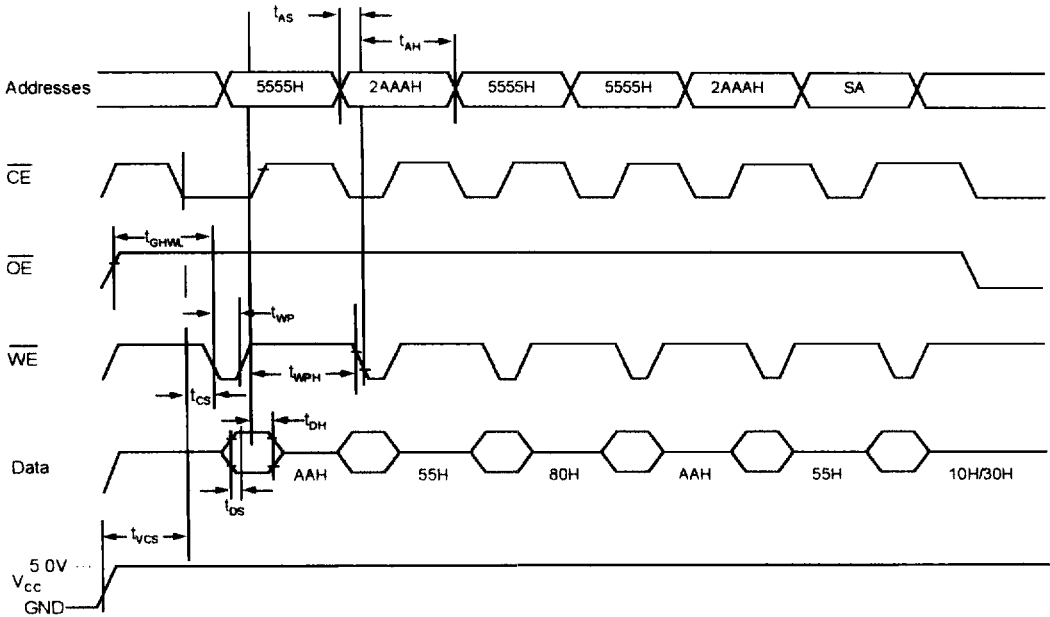 tAS
tAH
Addresses 5555H 2AAAH 5555H 5555H 2AAAH SA
CE
tGHWL
OE
tWP
WE
tWPH
tCS
tDH
Data AAH 55H 80H AAH 55H 10H/30H
tDS
tVCS
5 0V
VCC
GND